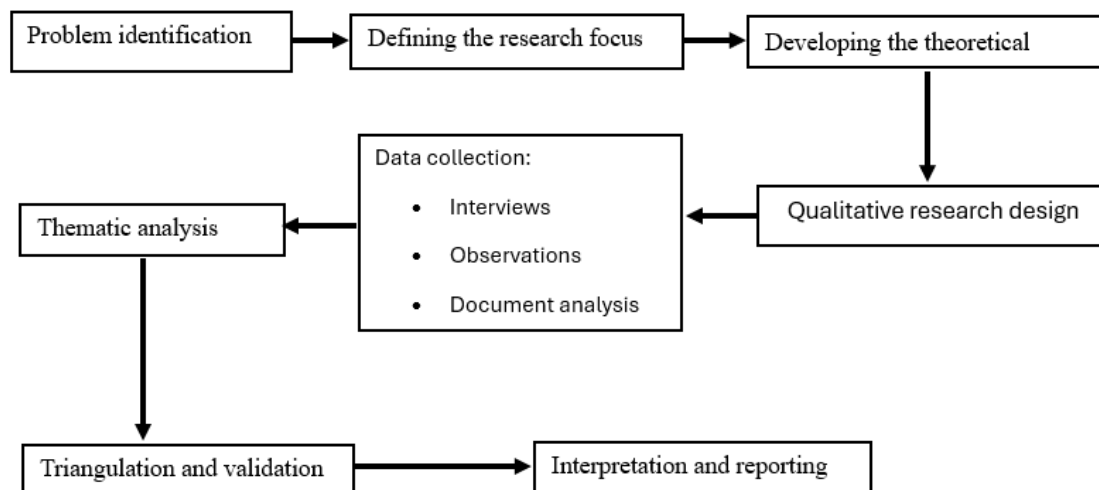 Problem identification
Defining the research focus
Developing the theoretical
Qualitative research design
Data collection:
• Interviews
• Observations
• Document analysis
Thematic analysis
Triangulation and validation
Interpretation and reporting